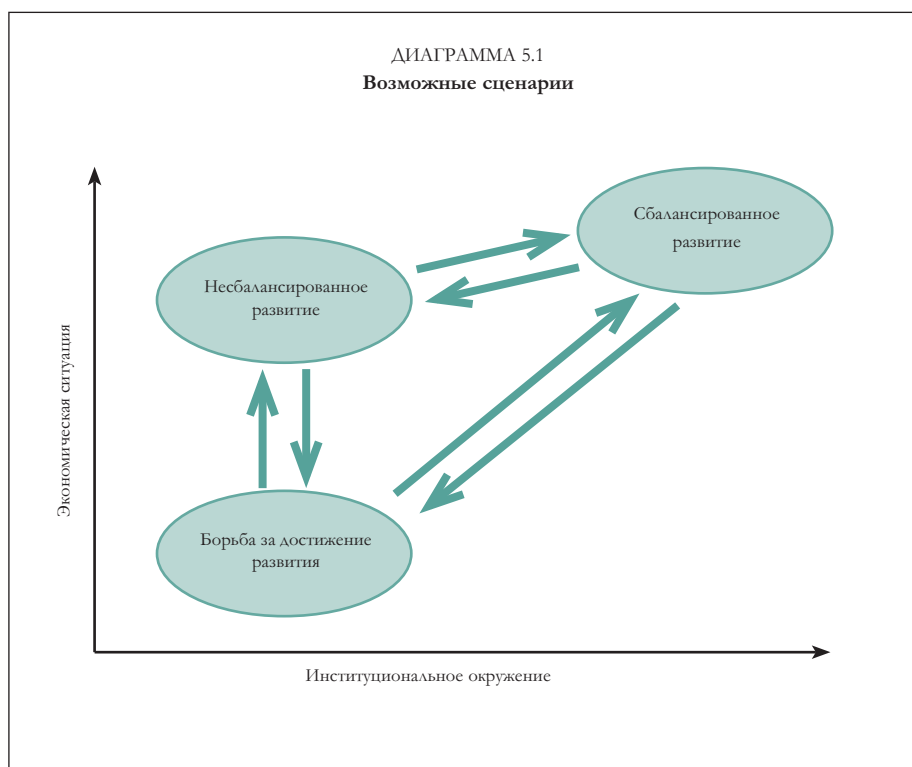 ДИАГРАММА 5.1
Возможные сценарии
Сбалансированное
развитие
Несбалансированное
развитие
Экономическая ситуация
Борьба за достижение
развития
Институциональное окружение